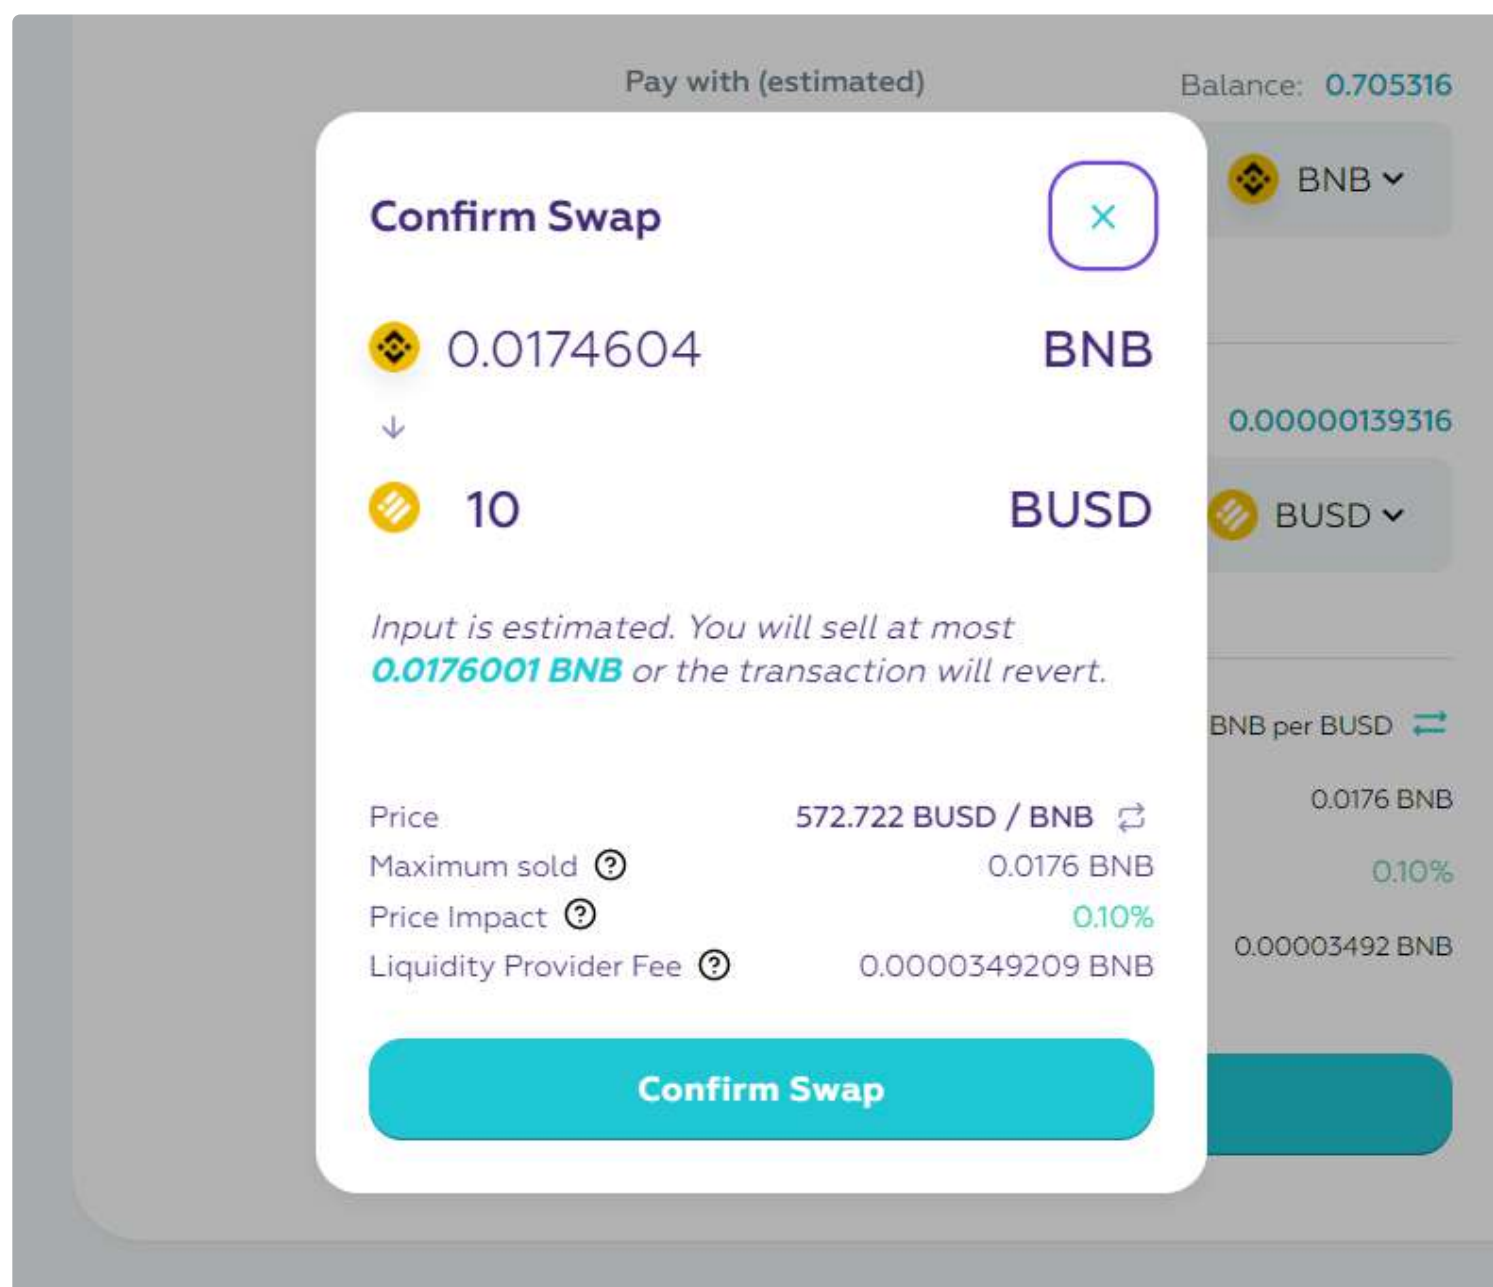 Pay with (estimated)
Balance: 0.705316
BNB
Confirm Swap
0.0174604 BNB
0.00000139316
10 BUSD
BUSD
Input is estimated. You will sell at most
0.0176001 BNB or the transaction will revert.
BNB per BUSD
Price 572.722 BUSD / BNB
0.0176 BNB
Maximum sold ? 0.0176 BNB
0.10%
Price Impact ? 0.10%
0.00003492 BNB
Liquidity Provider Fee ? 0.0000349209 BNB
Confirm Swap